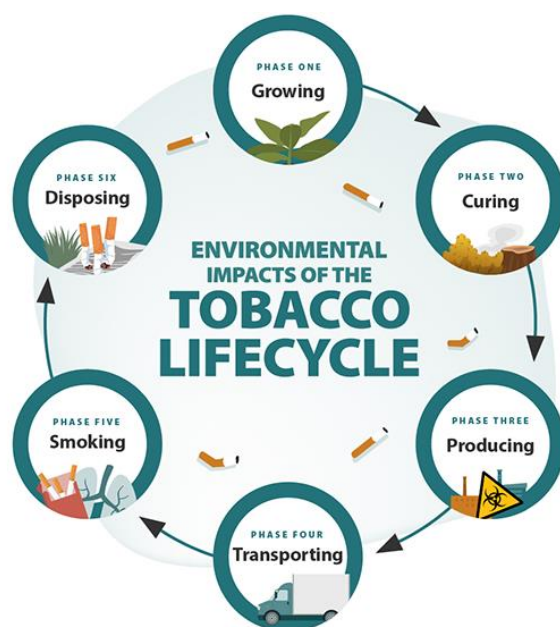 PHASE ONE
Growing
PHASE SIX
Disposing
PHASE TWO
Curing
ENVIRONMENTAL
IMPACTS OF THE
TOBACCO
LIFECYCLE
PHASE FIVE
Smoking
PHASE THREE
Producing
PHASE FOUR
Transporting